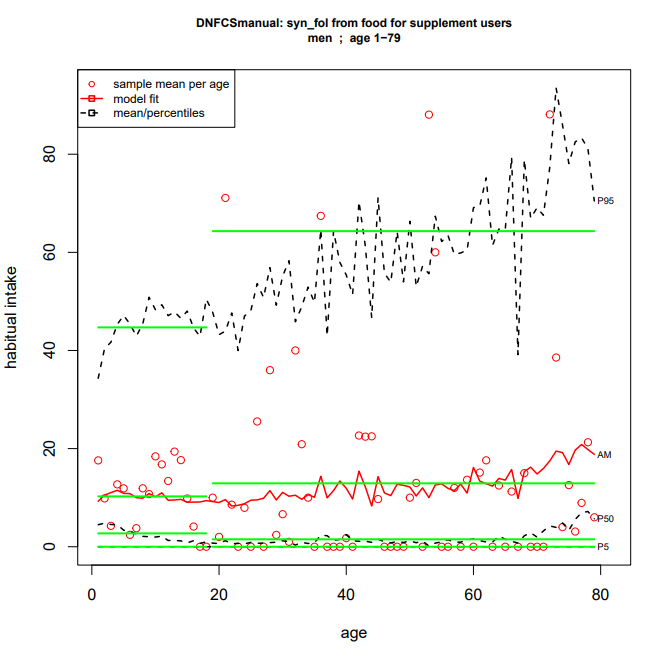 DNFCSmanual: syn_fol from food for supplement users
men ; age 1−79
sample mean per age
model fit
mean/percentiles
habitual intake
80
60
40
20
0
P95
AM
P50
P5
0 20 40 60 80
age